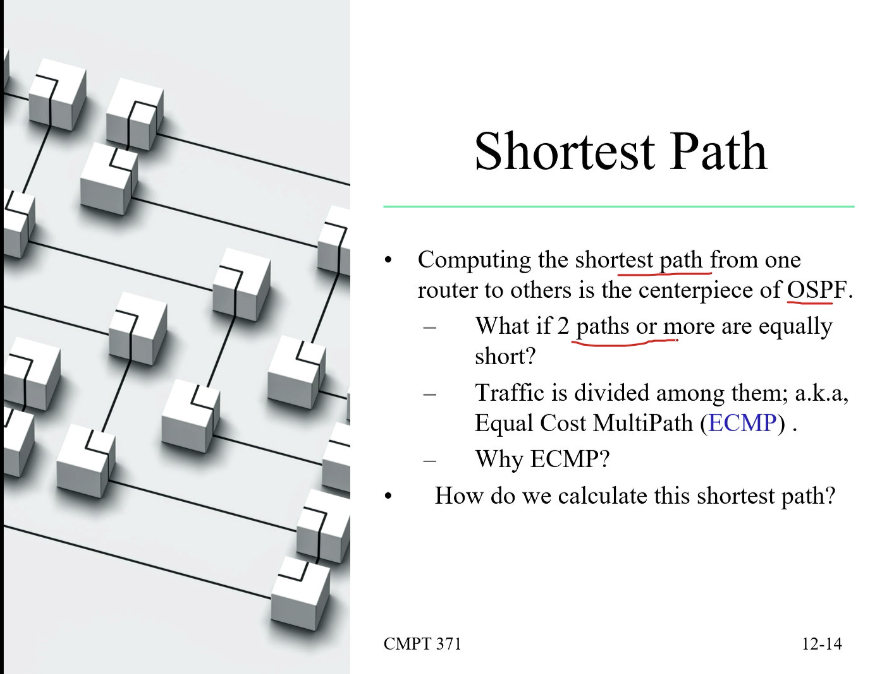 Shortest Path
• Computing the shortest path from one
router to others is the centerpiece of OSPF.
– What if 2 paths or more are equally
short?
– Traffic is divided among them; a.k.a,
Equal Cost MultiPath (ECMP) .
– Why ECMP?
• How do we calculate this shortest path?
CMPT 371
12-14